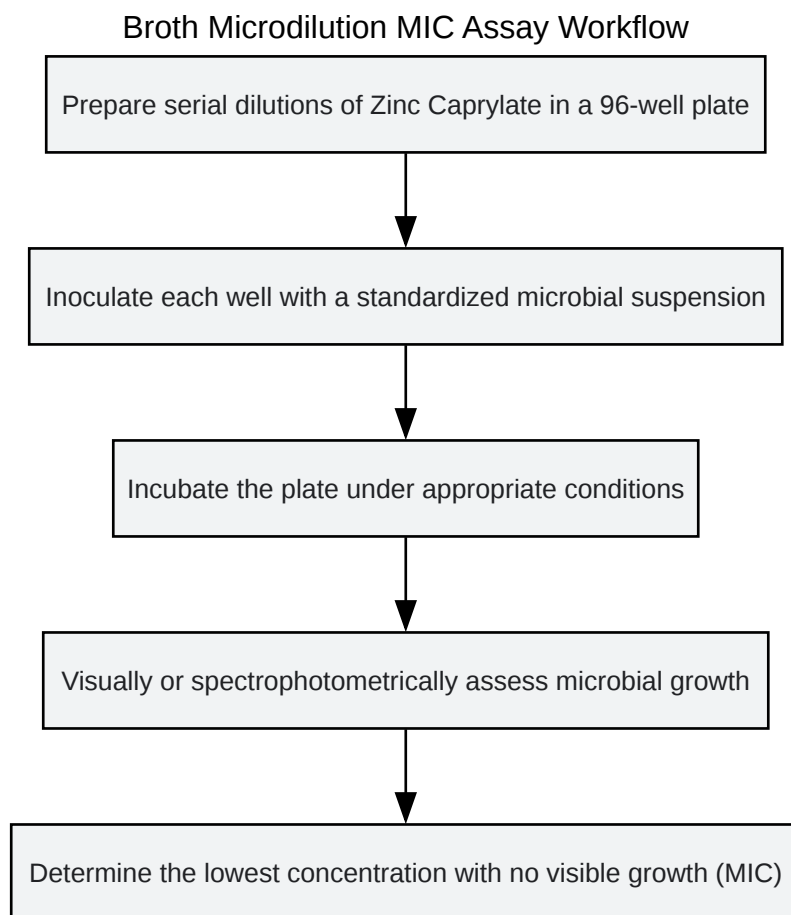 Broth Microdilution MIC Assay Workflow
Prepare serial dilutions of Zinc Caprylate in a 96-well plate
Inoculate each well with a standardized microbial suspension
Incubate the plate under appropriate conditions
Visually or spectrophotometrically assess microbial growth
Determine the lowest concentration with no visible growth (MIC)